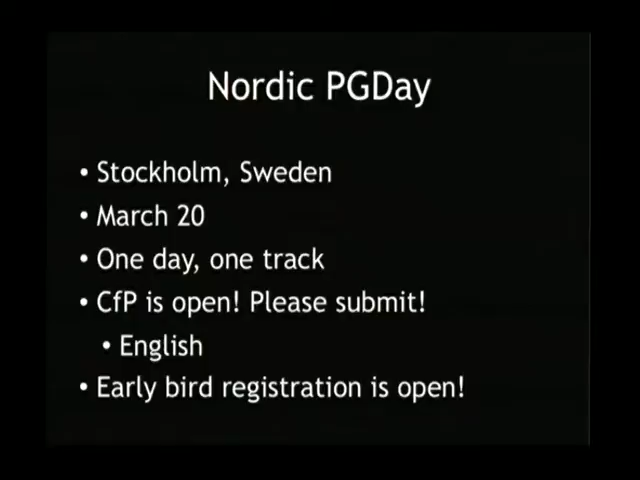 Nordic PGDay
• Stockholm, Sweden
• March 20
• One day, one track
• CfP is open! Please submit!
• English
• Early bird registration is open!